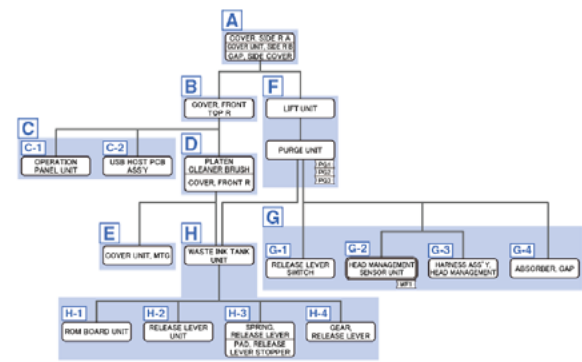 A
COVER, SIDE R A
COVER UNIT, SIDE R B
CAP, SIDE COVER
B
COVER, FRONT
TOP R
F
LIFT UNIT
C
C-1
OPERATION
PANEL UNIT
C-2
USB HOST PCB
ASS'Y
D
PLATEN
CLEANER BRUSH
COVER, FRONT R
PURGE UNIT
PG1
PG2
PG3
E
COVER UNIT, MTG
H
WASTE INK TANK
UNIT
G
G-1
RELEASE LEVER
SWITCH
G-2
HEAD MANAGEMENT
SENSOR UNIT
MF1
G-3
HARNESS ASS'Y,
HEAD MANAGEMENT
G-4
ABSORBER, GAP
H-1
ROM BOARD UNIT
H-2
RELEASE LEVER
UNIT
H-3
SPRING,
RELEASE LEVER
PAD, RELEASE
LEVER STOPPER
H-4
GEAR,
RELEASE LEVER